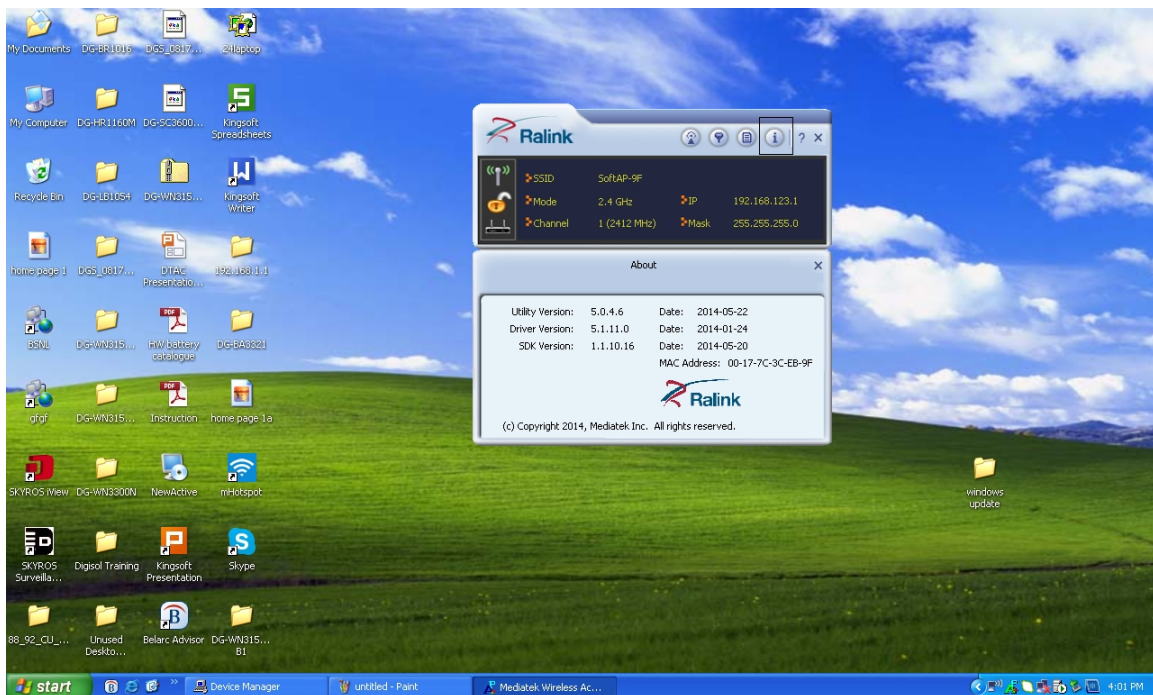 My Documents DG-BR1016 DGS_0817... 24laptop
My Computer DG-HR1160M DG-SC3600... Kingsoft Spreadsheets
Recycle Bin DG-LB1054 DG-WN315... Kingsoft Writer
home page 1 DGS_0817... DTAC Presentatio... 192.168.1.1
BSNL DG-WN315... HW battery catalogue DG-BA3321
gfgf DG-WN315... Instruction home page 1a
SKYROS iView DG-WN3300N NewActive mHotspot
SKYROS Surveilla... Digisol Training Kingsoft Presentation Skype
88_92_CU_... Unused Deskto... Belarc Advisor DG-WN315... B1
Ralink
SSID SoftAP-9F
Mode 2.4 GHz IP 192.168.123.1
Channel 1 (2412 MHz) Mask 255.255.255.0
About
Utility Version: 5.0.4.6 Date: 2014-05-22
Driver Version: 5.1.11.0 Date: 2014-01-24
SDK Version: 1.1.10.16 Date: 2014-05-20
MAC Address: 00-17-7C-3C-EB-9F
Ralink
(c) Copyright 2014, Mediatek Inc. All rights reserved.
windows update
start Device Manager untitled - Paint Mediatek Wireless Ac... 4:01 PM